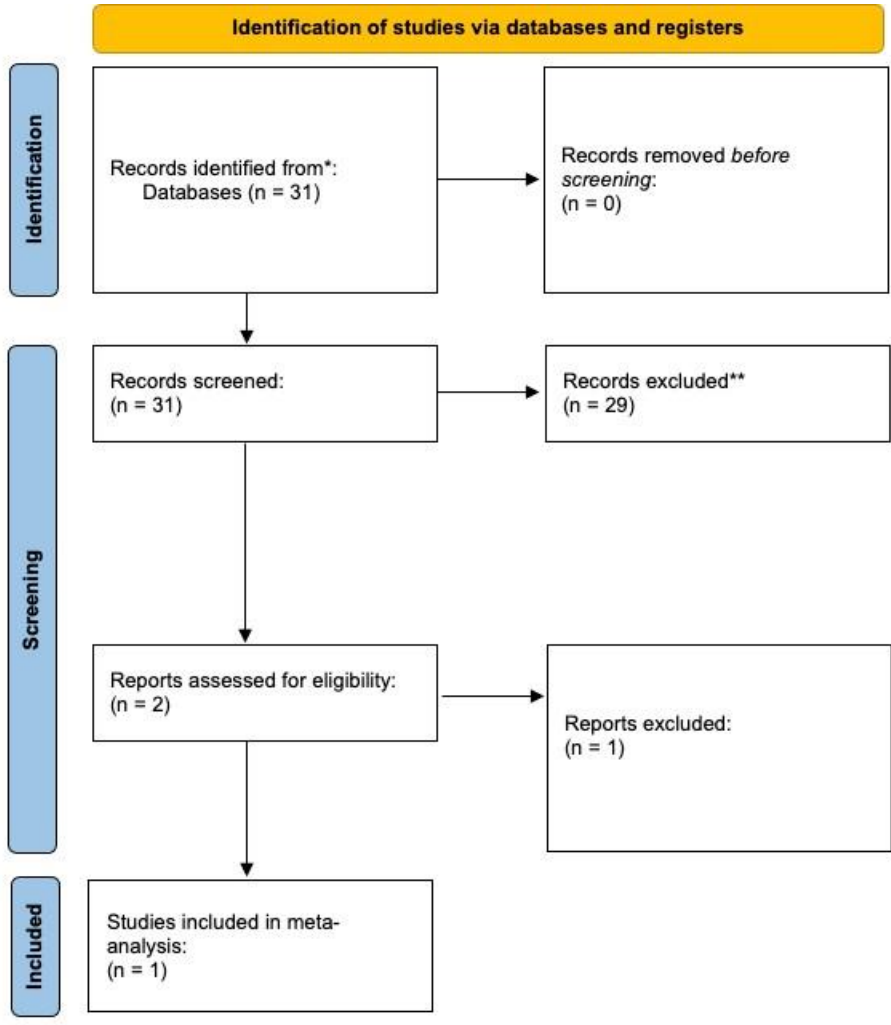 Identification of studies via databases and registers
Identification
Records identified from*:
Databases (n = 31)
Records removed before
screening:
(n = 0)
Screening
Records screened:
(n = 31)
Records excluded**
(n = 29)
Reports assessed for eligibility:
(n = 2)
Reports excluded:
(n = 1)
Included
Studies included in meta-
analysis:
(n = 1)